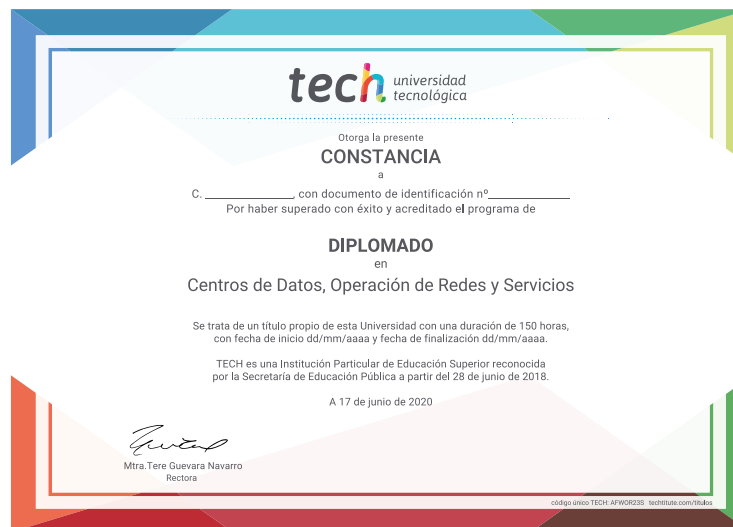 tech universidad
tecnológica
Otorga la presente
CONSTANCIA
a
C. ______________, con documento de identificación nº_____________
Por haber superado con éxito y acreditado el programa de
DIPLOMADO
en
Centros de Datos, Operación de Redes y Servicios
Se trata de un título propio de esta Universidad con una duración de 150 horas,
con fecha de inicio dd/mm/aaaa y fecha de finalización dd/mm/aaaa.
TECH es una Institución Particular de Educación Superior reconocida
por la Secretaría de Educación Pública a partir del 28 de junio de 2018.
A 17 de junio de 2020
Mtra.Tere Guevara Navarro
Rectora
código único TECH: AFWOR23S techtitute.com/titulos